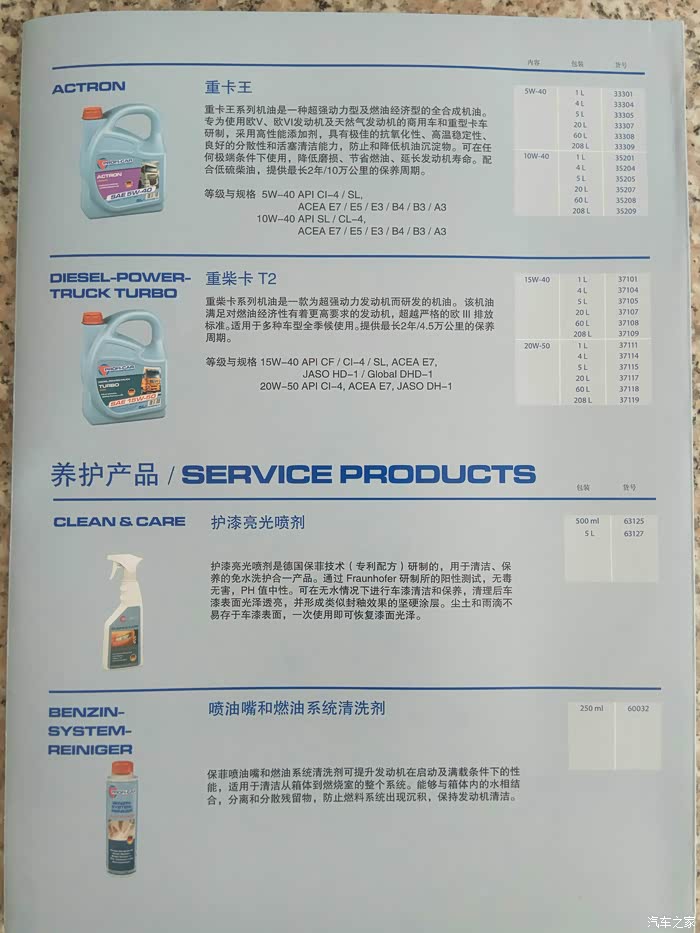 内容 包装 货号
ACTRON
重卡王
重卡王系列机油是一种超强动力型及燃油经济型的全合成机油。
专为使用欧V、欧VI发动机及天然气发动机的商用车和重型卡车
研制，采用高性能添加剂，具有极佳的抗氧化性、高温稳定性、
良好的分散性和活塞清洁能力，防止和降低机油沉淀物。可在任
何极端条件下使用，降低磨损、节省燃油、延长发动机寿命。配
合低硫柴油，提供最长2年/10万公里的保养周期。
等级与规格 5W-40 API CI-4 / SL,
ACEA E7 / E5 / E3 / B4 / B3 / A3
10W-40 API SL / CL-4,
ACEA E7 / E5 / E3 / B4 / B3 / A3
5W-40 1 L 33301
4 L 33304
5 L 33305
20 L 33307
60 L 33308
208 L 33309
10W-40 1 L 35201
4 L 35204
5 L 35205
20 L 35207
60 L 35208
208 L 35209
PROFI-CAR
ACTRON
SAE 5W-40
DIESEL-POWER-
TRUCK TURBO
重柴卡 T2
重柴卡系列机油是一款为超强动力发动机而研发的机油。 该机油
满足对燃油经济性有着更高要求的发动机，超越严格的欧 III 排放
标准。适用于多种车型全季候使用。提供最长2年/4.5万公里的保养
周期。
等级与规格 15W-40 API CF / CI-4 / SL, ACEA E7,
JASO HD-1 / Global DHD-1
20W-50 API CI-4, ACEA E7, JASO DH-1
15W-40 1 L 37101
4 L 37104
5 L 37105
20 L 37107
60 L 37108
208 L 37109
20W-50 1 L 37111
4 L 37114
5 L 37115
20 L 37117
60 L 37118
208 L 37119
PROFI-CAR
TURBO
养护产品 / SERVICE PRODUCTS
包装 货号
CLEAN & CARE
护漆亮光喷剂
护漆亮光喷剂是德国保菲技术（专利配方）研制的，用于清洁、保
养的免水洗护合一产品。通过 Fraunhofer 研制所的阳性测试，无毒
无害，PH 值中性。可在无水情况下进行车漆清洁和保养，清理后车
漆表面光泽透亮，并形成类似封釉效果的坚硬涂层。尘土和雨滴不
易存于车漆表面，一次使用即可恢复漆面光泽。
500 ml 63125
5 L 63127
BENZIN-
SYSTEM-
REINIGER
喷油嘴和燃油系统清洗剂
保菲喷油嘴和燃油系统清洗剂可提升发动机在启动及满载条件下的性
能，适用于清洁从箱体到燃烧室的整个系统。能够与箱体内的水相结
合，分离和分散残留物，防止燃料系统出现沉积，保持发动机清洁。
250 ml 60032
PROFI-CAR
BENZIN-
SYSTEM-
REINIGER
汽车之家